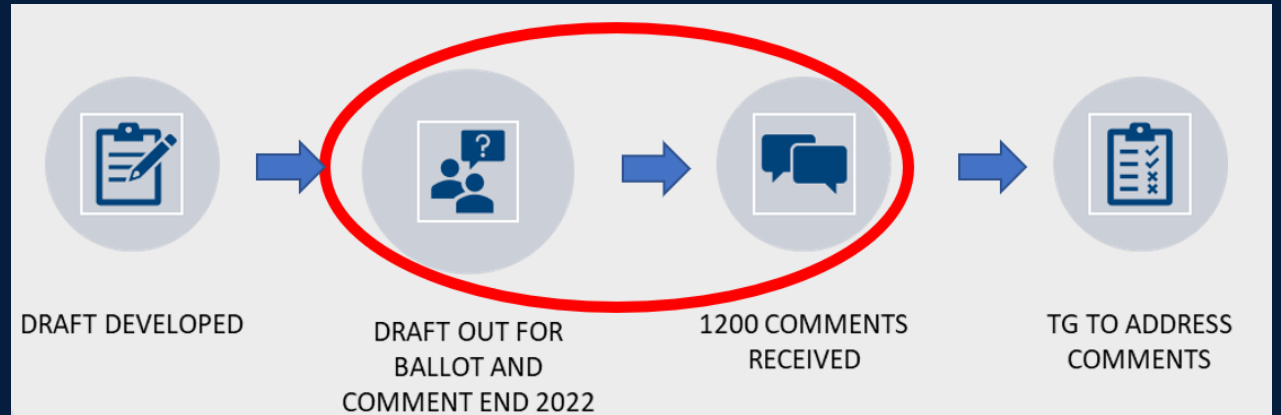 ?
DRAFT DEVELOPED
DRAFT OUT FOR
BALLOT AND
COMMENT END 2022
1200 COMMENTS
RECEIVED
TG TO ADDRESS
COMMENTS